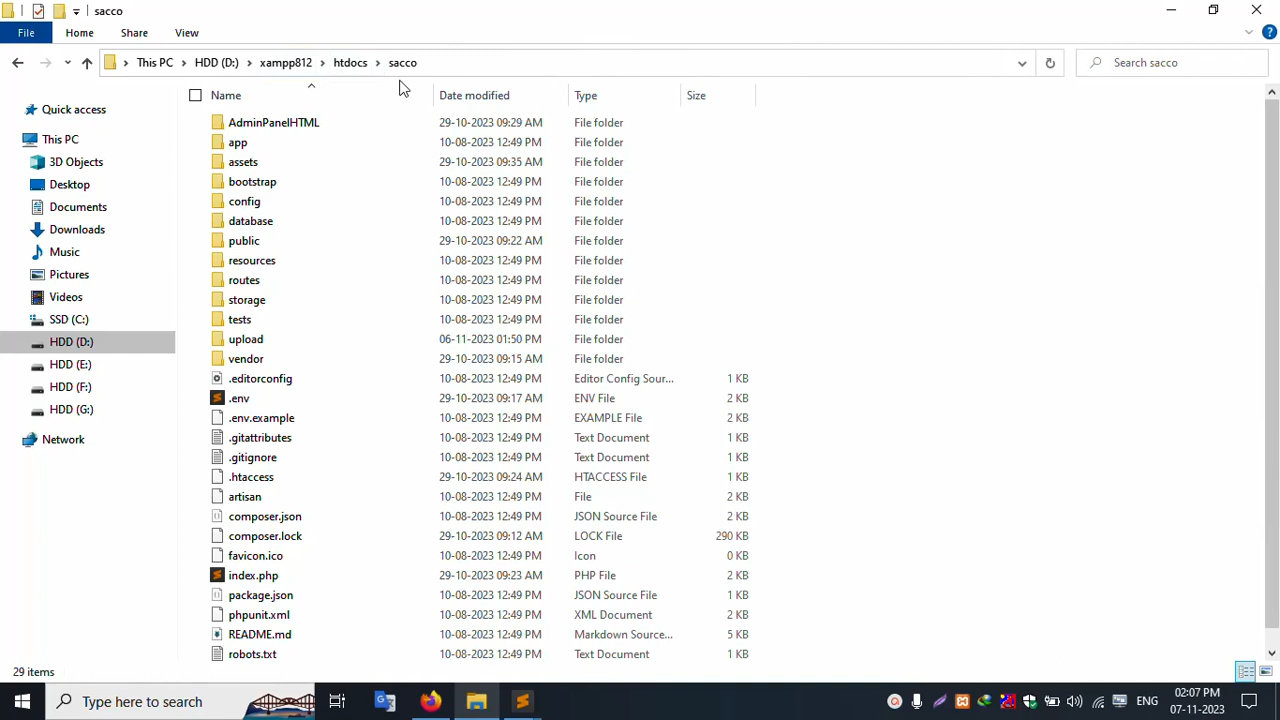 sacco
File Home Share View
This PC HDD (D:) xampp812 htdocs sacco Search sacco
Name Date modified Type Size
Quick access
This PC
3D Objects
Desktop
Documents
Downloads
Music
Pictures
Videos
SSD (C:)
HDD (D:)
HDD (E:)
HDD (F:)
HDD (G:)
Network
AdminPanelHTML 29-10-2023 09:29 AM File folder
app 10-08-2023 12:49 PM File folder
assets 29-10-2023 09:35 AM File folder
bootstrap 10-08-2023 12:49 PM File folder
config 10-08-2023 12:49 PM File folder
database 10-08-2023 12:49 PM File folder
public 29-10-2023 09:22 AM File folder
resources 10-08-2023 12:49 PM File folder
routes 10-08-2023 12:49 PM File folder
storage 10-08-2023 12:49 PM File folder
tests 10-08-2023 12:49 PM File folder
upload 06-11-2023 01:50 PM File folder
vendor 29-10-2023 09:15 AM File folder
.editorconfig 10-08-2023 12:49 PM Editor Config Sour... 1 KB
.env 29-10-2023 09:17 AM ENV File 2 KB
.env.example 10-08-2023 12:49 PM EXAMPLE File 2 KB
.gitattributes 10-08-2023 12:49 PM Text Document 1 KB
.gitignore 10-08-2023 12:49 PM Text Document 1 KB
.htaccess 29-10-2023 09:24 AM HTACCESS File 1 KB
artisan 10-08-2023 12:49 PM File 2 KB
composer.json 10-08-2023 12:49 PM JSON Source File 2 KB
composer.lock 29-10-2023 09:12 AM LOCK File 290 KB
favicon.ico 10-08-2023 12:49 PM Icon 0 KB
index.php 29-10-2023 09:23 AM PHP File 2 KB
package.json 10-08-2023 12:49 PM JSON Source File 1 KB
phpunit.xml 10-08-2023 12:49 PM XML Document 2 KB
README.md 10-08-2023 12:49 PM Markdown Source... 5 KB
robots.txt 10-08-2023 12:49 PM Text Document 1 KB
29 items
Type here to search
ENG
02:07 PM
07-11-2023